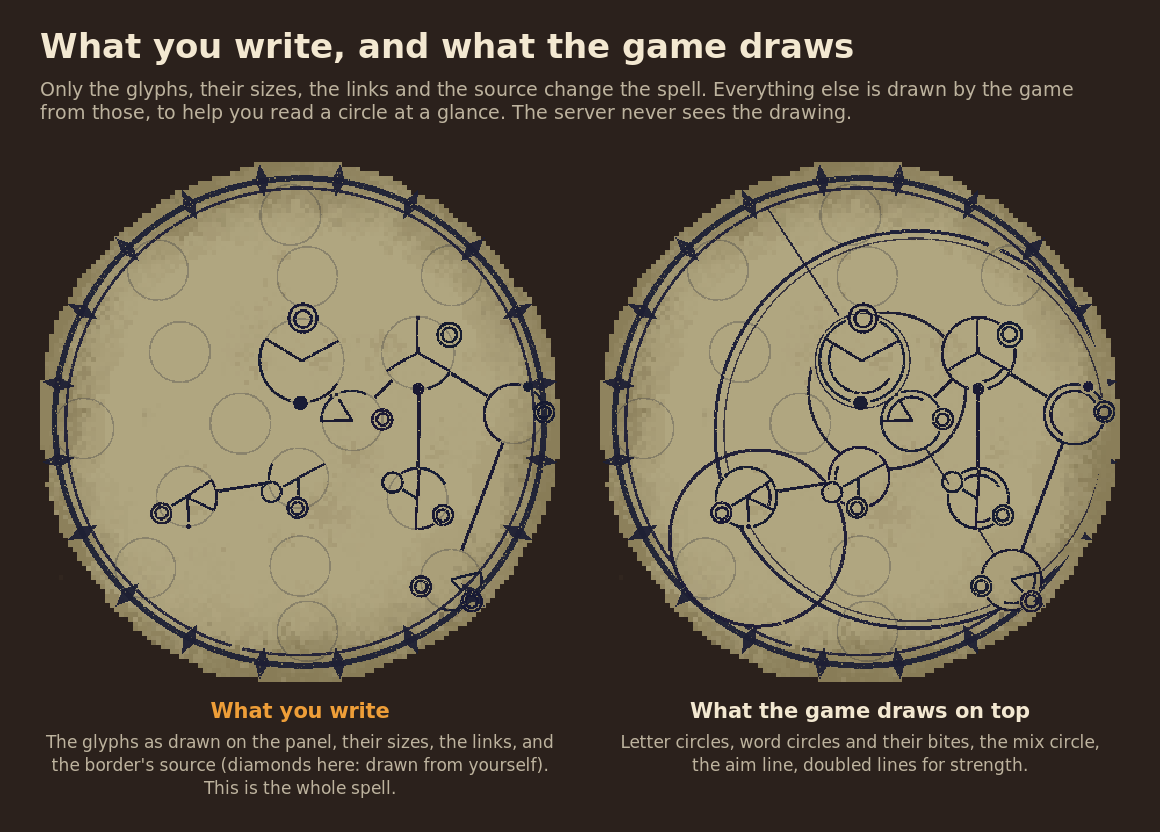 What you write, and what the game draws
Only the glyphs, their sizes, the links and the source change the spell. Everything else is drawn by the game
from those, to help you read a circle at a glance. The server never sees the drawing.
What you write
The glyphs as drawn on the panel, their sizes, the links, and
the border's source (diamonds here: drawn from yourself).
This is the whole spell.
What the game draws on top
Letter circles, word circles and their bites, the mix circle,
the aim line, doubled lines for strength.